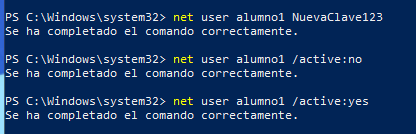 PS C:\Windows\system32> net user alumno1 NuevaClave123
Se ha completado el comando correctamente.
PS C:\Windows\system32> net user alumno1 /active:no
Se ha completado el comando correctamente.
PS C:\Windows\system32> net user alumno1 /active:yes
Se ha completado el comando correctamente.